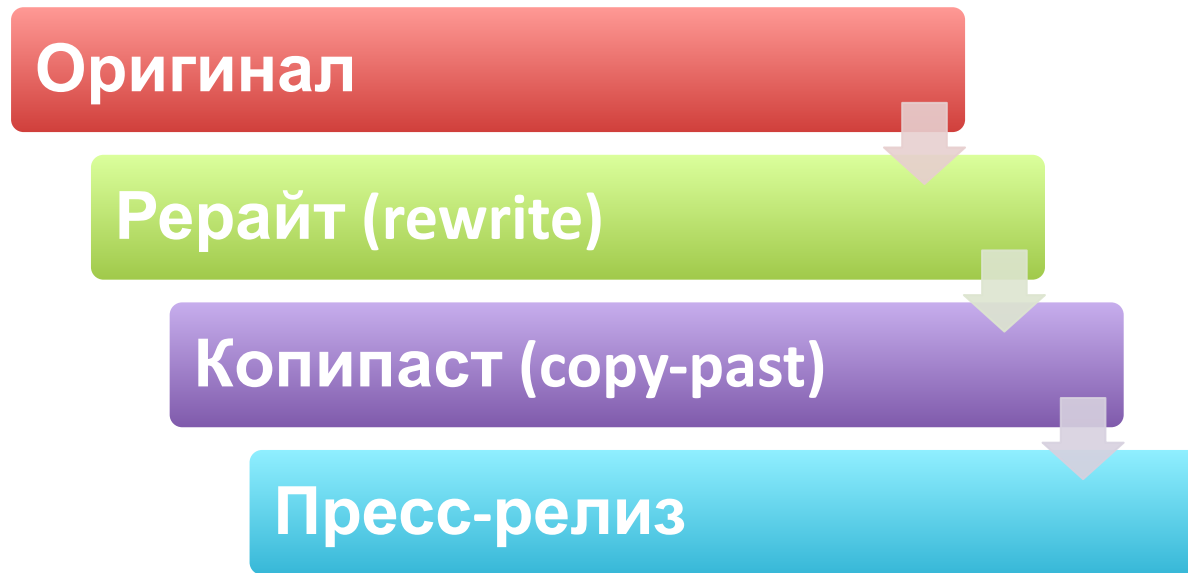 Оригинал
Рерайт (rewrite)
Копипаст (copy-past)
Пресс-релиз